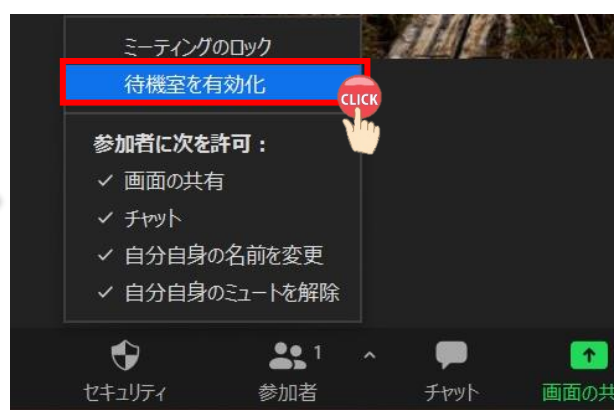 ミーティングのロック
待機室を有効化
CLICK
参加者に次を許可：
✓ 画面の共有
✓ チャット
✓ 自分自身の名前を変更
✓ 自分自身のミュートを解除
1
セキュリティ 参加者 チャット 画面の共